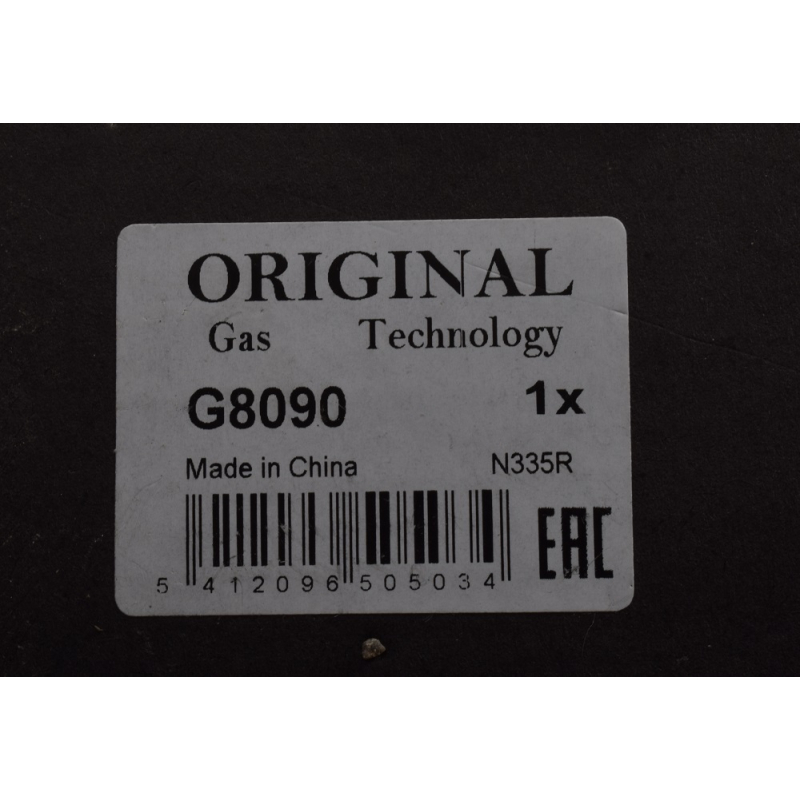 ORIGINAL
Gas Technology
G8090 1x
Made in China N335R
EAC
5 412096 505034